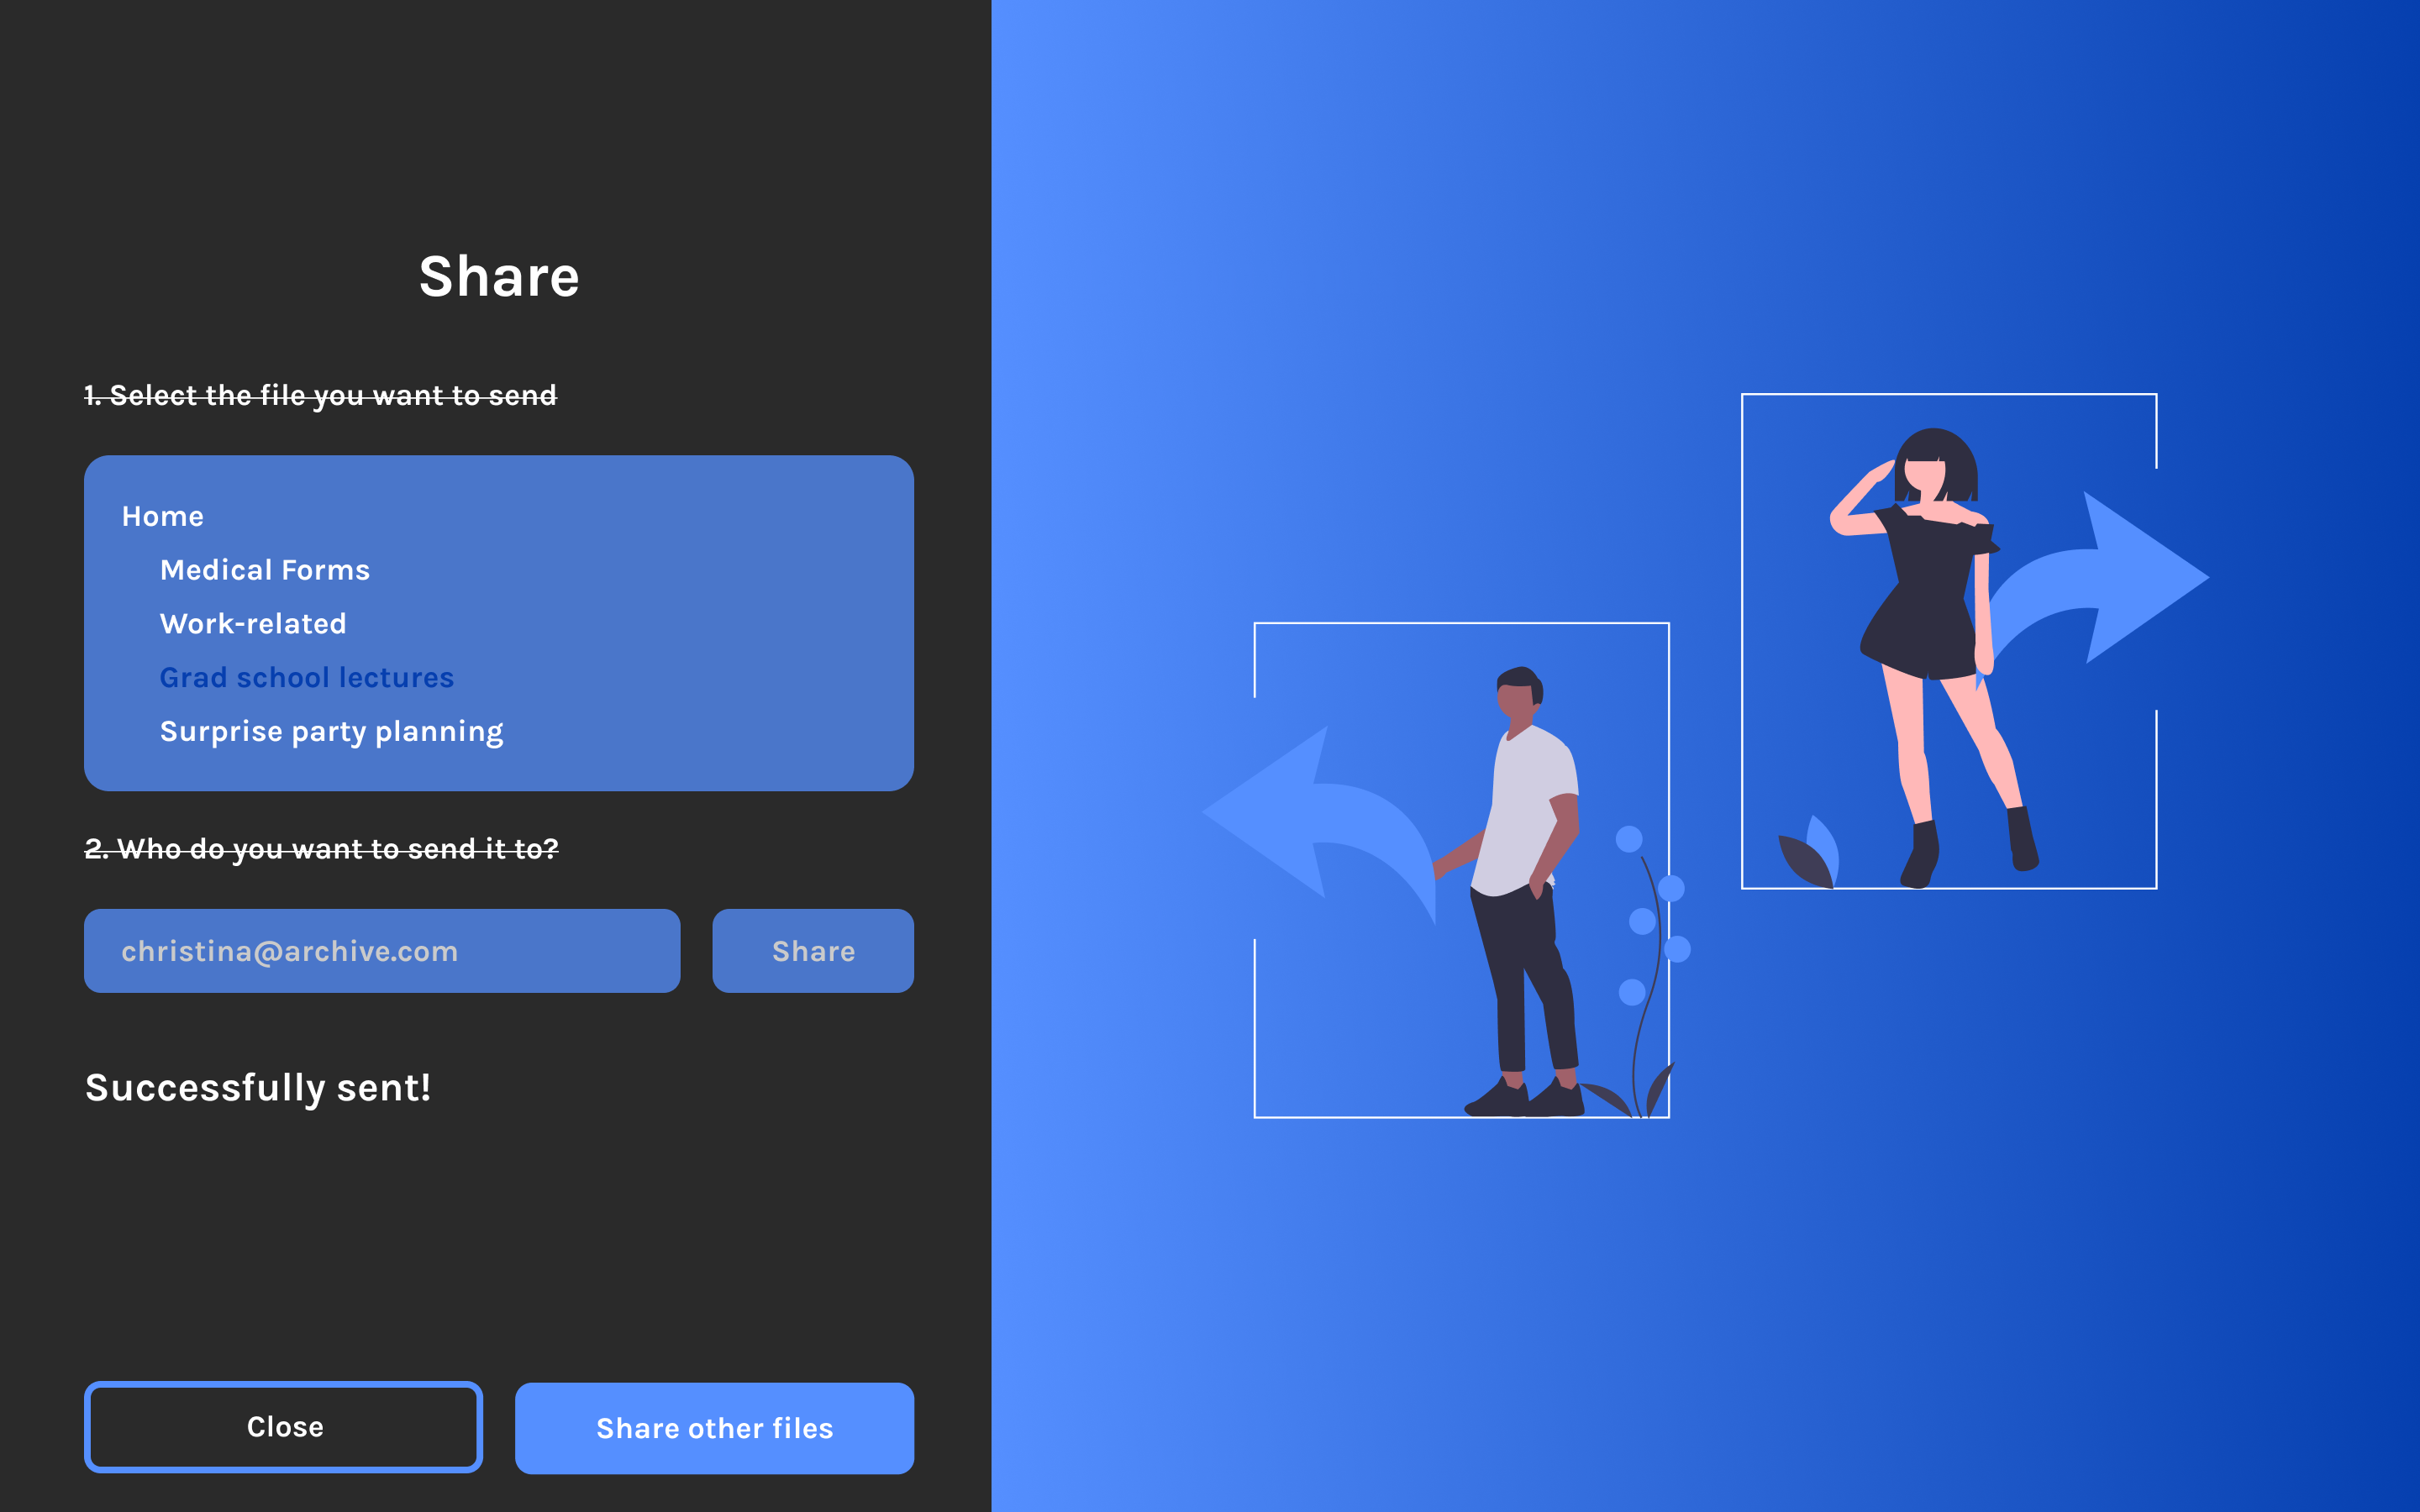 Share
1. Select the file you want to send
Home
Medical Forms
Work-related
Grad school lectures
Surprise party planning
2. Who do you want to send it to?
christina@archive.com
Share
Successfully sent!
Close
Share other files